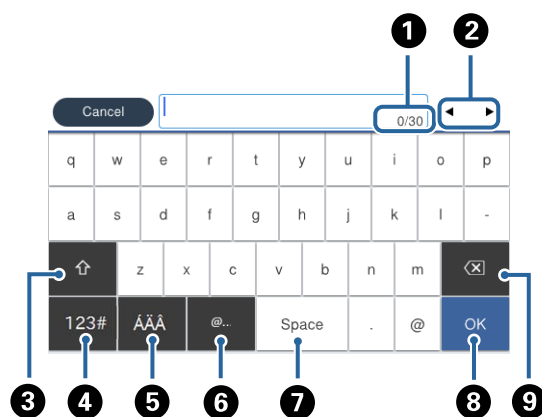 1 2
Cancel 0/30
q w e r t y u i o p
a s d f g h j k l -
z x c v b n m
123# ÁÄÂ @... Space . @ OK
3 4 5 6 7 8 9